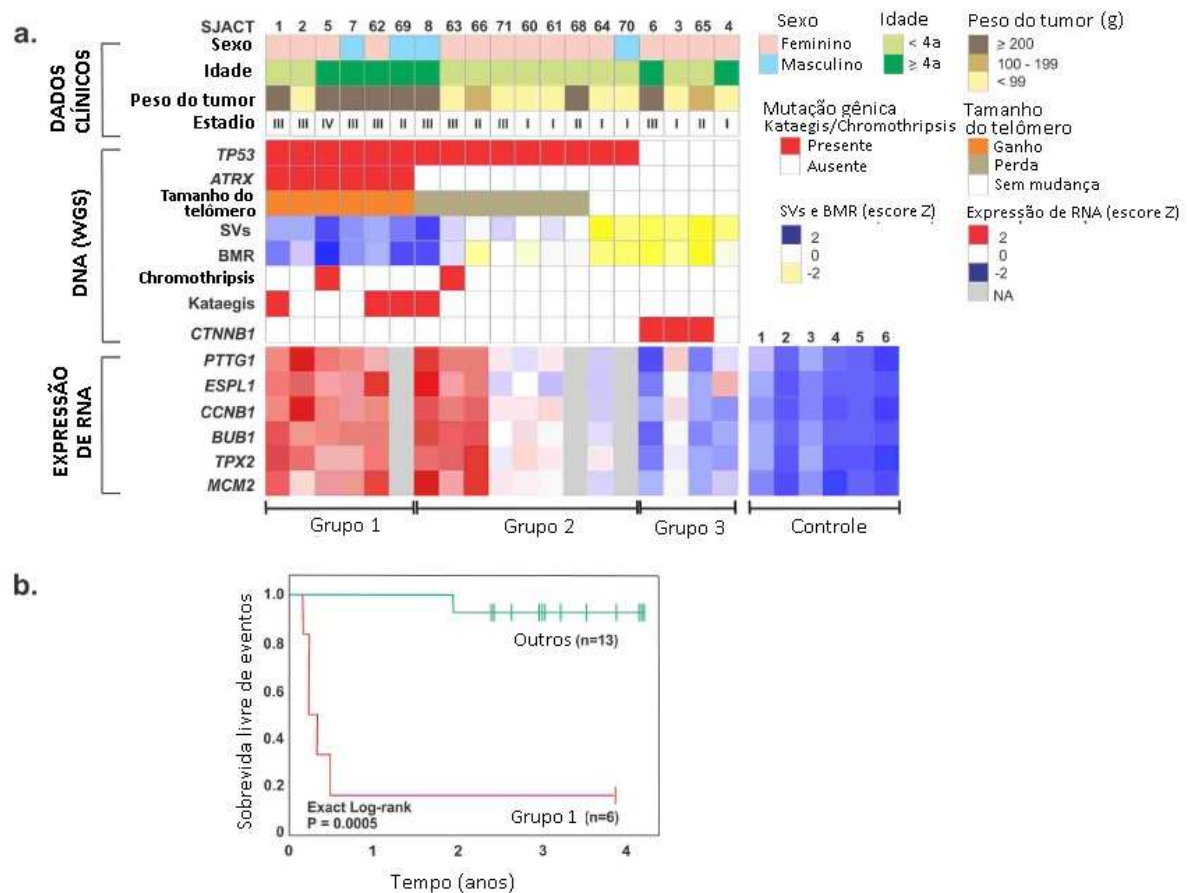 a.
SJACT 1 2 5 7 62 69 8 63 66 71 60 61 68 64 70 6 3 65 4
DADOS CLÍNICOS
Sexo
Idade
Peso do tumor
Estadio III III IV III III II III III II III I I II I I III I II I
DNA (WGS)
TP53
ATRX
Tamanho do telômero
SVs
BMR
Chromothripsis
Kataegis
CTNNB1
EXPRESSÃO DE RNA
1 2 3 4 5 6
PTTG1
ESPL1
CCNB1
BUB1
TPX2
MCM2
Grupo 1
Grupo 2
Grupo 3
Controle
Sexo
Feminino
Masculino
Idade
< 4a
≥ 4a
Peso do tumor (g)
≥ 200
100 - 199
< 99
Mutação gênica
Kataegis/Chromothripsis
Presente
Ausente
Tamanho
do telômero
Ganho
Perda
Sem mudança
SVs e BMR (escore Z)
2
0
-2
Expressão de RNA (escore Z)
2
0
-2
NA
b.
Sobrevida livre de eventos
1.0
0.8
0.6
0.4
0.2
0
Outros (n=13)
Exact Log-rank
P = 0.0005
Grupo 1 (n=6)
0 1 2 3 4
Tempo (anos)